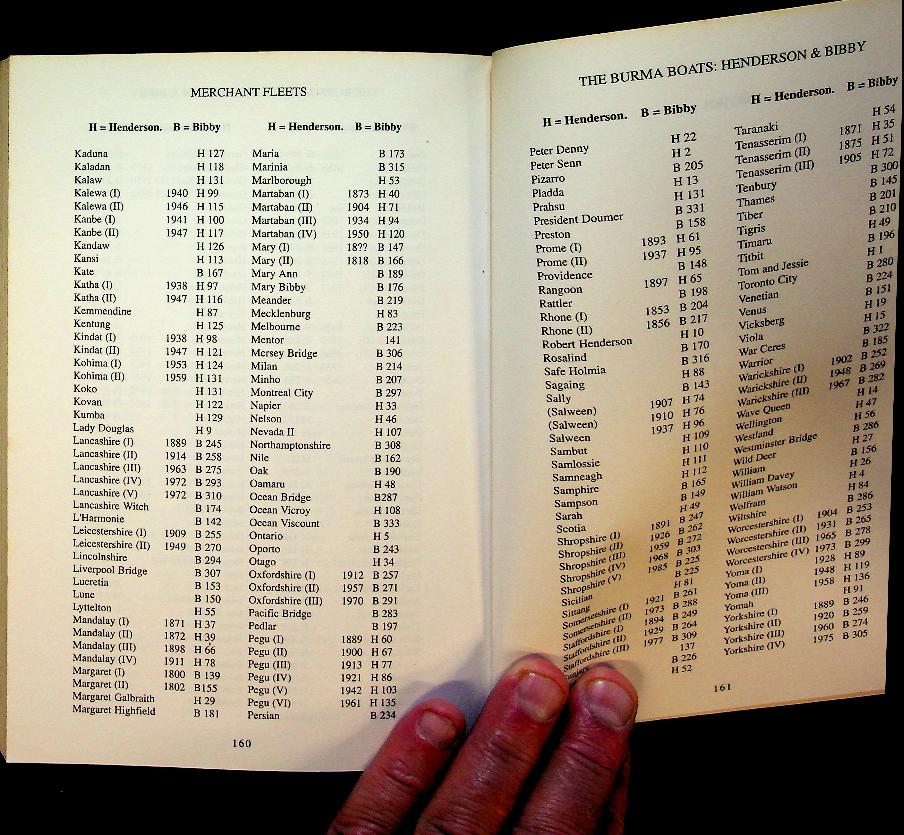 MERCHANT FLEETS
H = Henderson. B = Bibby
Kaduna H 127
Kaladan H 118
Kalaw H 131
Kalewa (I) 1940 H 99
Kalewa (II) 1946 H 115
Kanbe (I) 1941 H 100
Kanbe (II) 1947 H 117
Kandaw H 126
Kansi H 113
Kate B 167
Katha (I) 1938 H 97
Katha (II) 1947 H 116
Kemmendine H 87
Kentung H 125
Kindat (I) 1938 H 98
Kindat (II) 1947 H 121
Kohima (I) 1953 H 124
Kohima (II) 1959 H 131
Koko H 131
Kovan H 122
Kumba H 129
Lady Douglas H 9
Lancashire (I) 1889 B 245
Lancashire (II) 1914 B 258
Lancashire (III) 1963 B 275
Lancashire (IV) 1972 B 293
Lancashire (V) 1972 B 310
Lancashire Witch B 174
L'Harmonie B 142
Leicestershire (I) 1909 B 255
Leicestershire (II) 1949 B 270
Lincolnshire B 294
Liverpool Bridge B 307
Lucretia B 153
Lune B 150
Lyttelton H 55
Mandalay (I) 1871 H 37
Mandalay (II) 1872 H 39
Mandalay (III) 1898 H 66
Mandalay (IV) 1911 H 78
Margaret (I) 1800 B 139
Margaret (II) 1802 B155
Margaret Galbraith H 29
Margaret Highfield B 181
H = Henderson. B = Bibby
Maria B 173
Marinia B 315
Marlborough H 53
Martaban (I) 1873 H 40
Martaban (II) 1904 H 71
Martaban (III) 1934 H 94
Martaban (IV) 1950 H 120
Mary (I) 18?? B 147
Mary (II) 1818 B 166
Mary Ann B 189
Mary Bibby B 176
Meander B 219
Mecklenburg H 83
Melbourne B 223
Mentor 141
Mersey Bridge B 306
Milan B 214
Minho B 207
Montreal City B 297
Napier H 33
Nelson H 46
Nevada II H 107
Northamptonshire B 308
Nile B 162
Oak B 190
Oamaru H 48
Ocean Bridge B287
Ocean Vicroy H 108
Ocean Viscount B 333
Ontario H 5
Oporto B 243
Otago H 34
Oxfordshire (I) 1912 B 257
Oxfordshire (II) 1957 B 271
Oxfordshire (III) 1970 B 291
Pacific Bridge B 283
Pedlar B 197
Pegu (I) 1889 H 60
Pegu (II) 1900 H 67
Pegu (III) 1913 H 77
Pegu (IV) 1921 H 86
Pegu (V) 1942 H 103
Pegu (VI) 1961 H 135
Persian B 234
160
THE BURMA BOATS: HENDERSON & BIBBY
H = Henderson. B = Bibby
Peter Denny H 22
Peter Senn H 2
Pizarro B 205
Pladda H 13
Prahsu H 131
President Doumer B 331
Preston B 158
Prome (I) 1893 H 61
Prome (II) 1937 H 95
Providence B 148
Rangoon 1897 H 65
Rattler B 198
Rhone (I) 1853 B 204
Rhone (II) 1856 B 217
Robert Henderson H 10
Rosalind B 170
Safe Holmia B 316
Sagaing H 88
Sally B 143
(Salween) 1907 H 74
(Salween) 1910 H 76
Salween 1937 H 96
Sambut H 109
Samlossie H 110
Samneagh H 111
Samphire H 112
Sampson B 165
Sarah B 149
Scotia H 49
Shropshire (I) 1891 B 247
Shropshire (II) 1926 B 262
Shropshire (III) 1959 B 272
Shropshire (IV) 1968 B 303
Shropshire (V) 1985 B 225
Sicilian B 225
Sittang H 81
Somersetshire (I) 1921 B 261
Somersetshire (II) 1973 B 288
Staffordshire (I) 1894 B 249
Staffordshire (II) 1929 B 264
Staffordshire (III) 1977 B 309
137
B 226
H 52
H = Henderson. B = Bibby
Taranaki H 54
Tenasserim (I) 1871 H 35
Tenasserim (II) 1875 H 51
Tenasserim (III) 1905 H 72
Tenbury B 300
Thames B 145
Tiber B 201
Tigris B 210
Timaru H 49
Titbit B 196
Tom and Jessie H 1
Toronto City B 280
Venetian B 224
Venus B 151
Vicksberg H 19
Viola H 15
War Ceres B 322
Warrior B 185
Warickshire (I) 1902 B 252
Warickshire (II) 1948 B 269
Warickshire (III) 1967 B 282
Wave Queen H 14
Wellington H 47
Westland H 56
Westminster Bridge B 286
Wild Deer H 27
William B 156
William Davey H 26
William Watson H 4
Wolfram H 84
Wiltshire B 286
Worcestershire (I) 1904 B 253
Worcestershire (II) 1931 B 265
Worcestershire (III) 1965 B 278
Worcestershire (IV) 1973 B 299
Yoma (I) 1928 H 89
Yoma (II) 1948 H 119
Yoma (III) 1958 H 136
Yomah H 91
Yorkshire (I) 1889 B 246
Yorkshire (II) 1920 B 259
Yorkshire (III) 1960 B 274
Yorkshire (IV) 1975 B 305
161